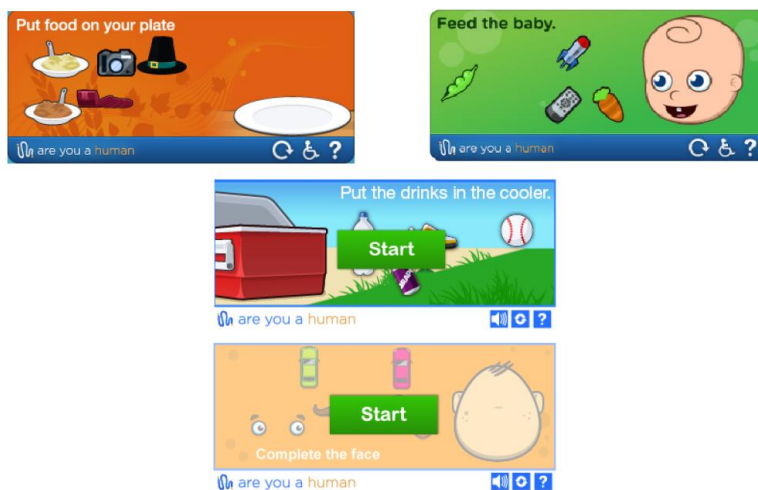 Put food on your plate
are you a human
?
Feed the baby.
are you a human
?
Put the drinks in the cooler.
Start
are you a human
?
Start
Complete the face
are you a human
?